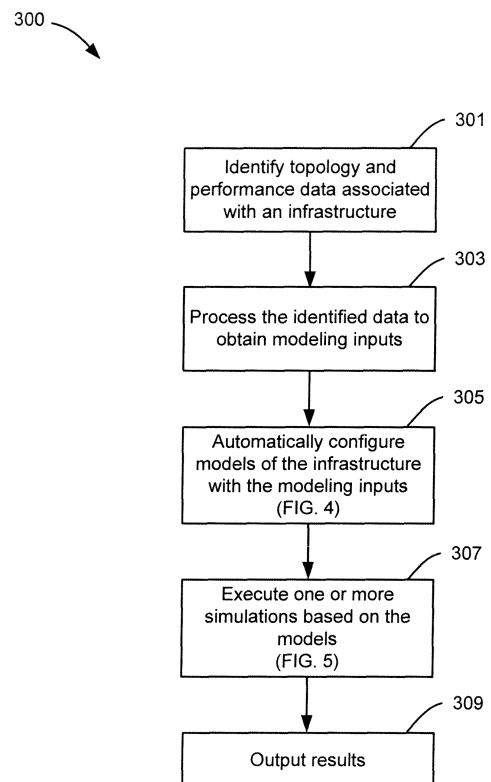 300
301
Identify topology and
performance data associated
with an infrastructure
303
Process the identified data to
obtain modeling inputs
305
Automatically configure
models of the infrastructure
with the modeling inputs
(FIG. 4)
307
Execute one or more
simulations based on the
models
(FIG. 5)
309
Output results